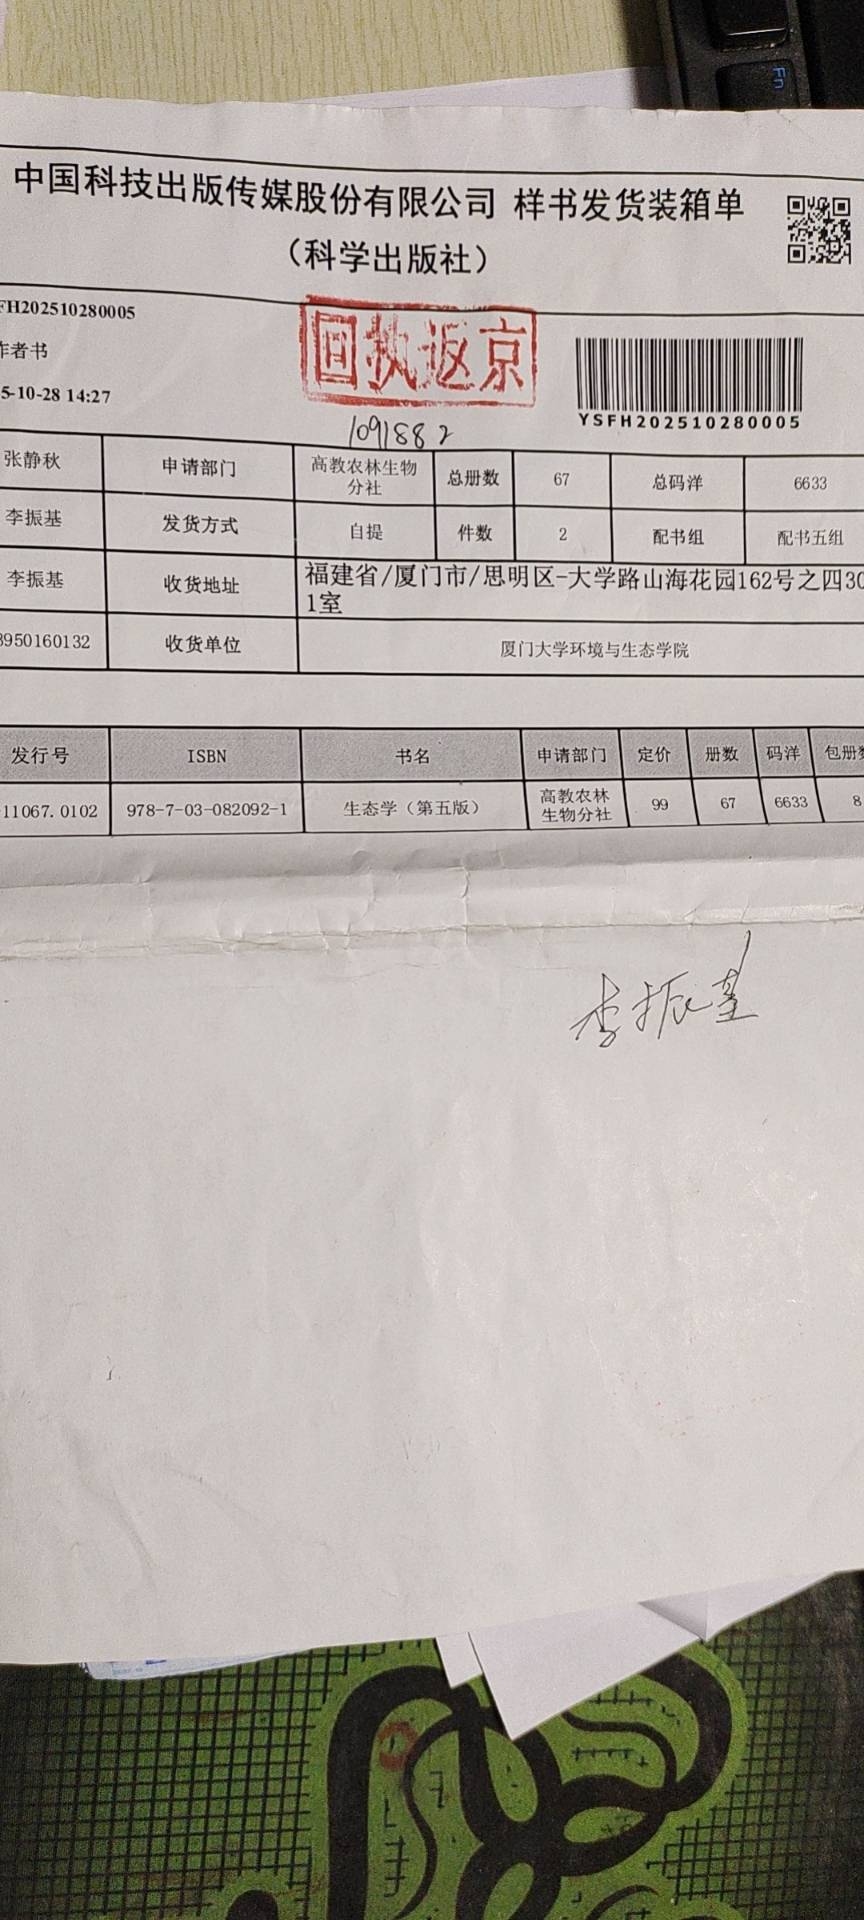 中国科技出版传媒股份有限公司 样书发货装箱单
（科学出版社）
FH202510280005
作者书
5-10-28 14:27
回执返京
YSFH202510280005
1091882
张静秋 申请部门 高教农林生物分社 总册数 67 总码洋 6633
李振基 发货方式 自提 件数 2 配书组 配书五组
李振基 收货地址 福建省/厦门市/思明区-大学路山海花园162号之四301室
3950160132 收货单位 厦门大学环境与生态学院
发行号 ISBN 书名 申请部门 定价 册数 码洋 包册数
11067.0102 978-7-03-082092-1 生态学（第五版） 高教农林生物分社 99 67 6633 8
李振基
Fn